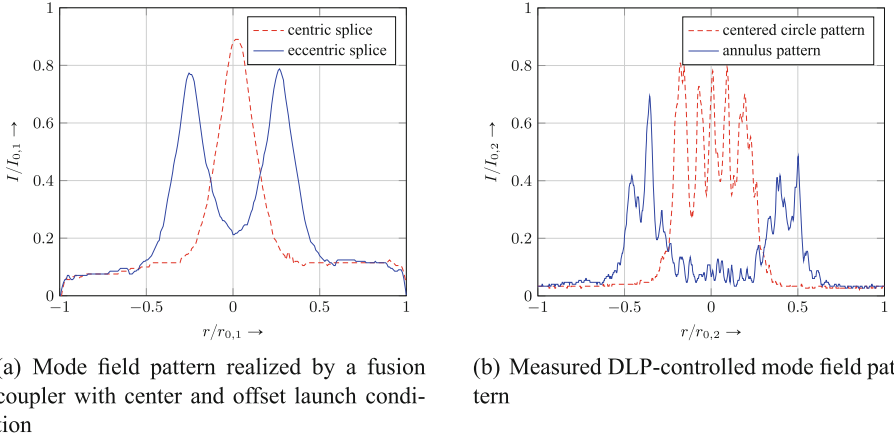 1
0.8
0.6
0.4
0.2
0
I/I0,1 →
centric splice
eccentric splice
−1 −0.5 0 0.5 1
r/r0,1 →
(a) Mode field pattern realized by a fusion
coupler with center and offset launch condi-
tion
1
0.8
0.6
0.4
0.2
0
I/I0,2 →
centered circle pattern
annulus pattern
−1 −0.5 0 0.5 1
r/r0,2 →
(b) Measured DLP-controlled mode field pat
tern